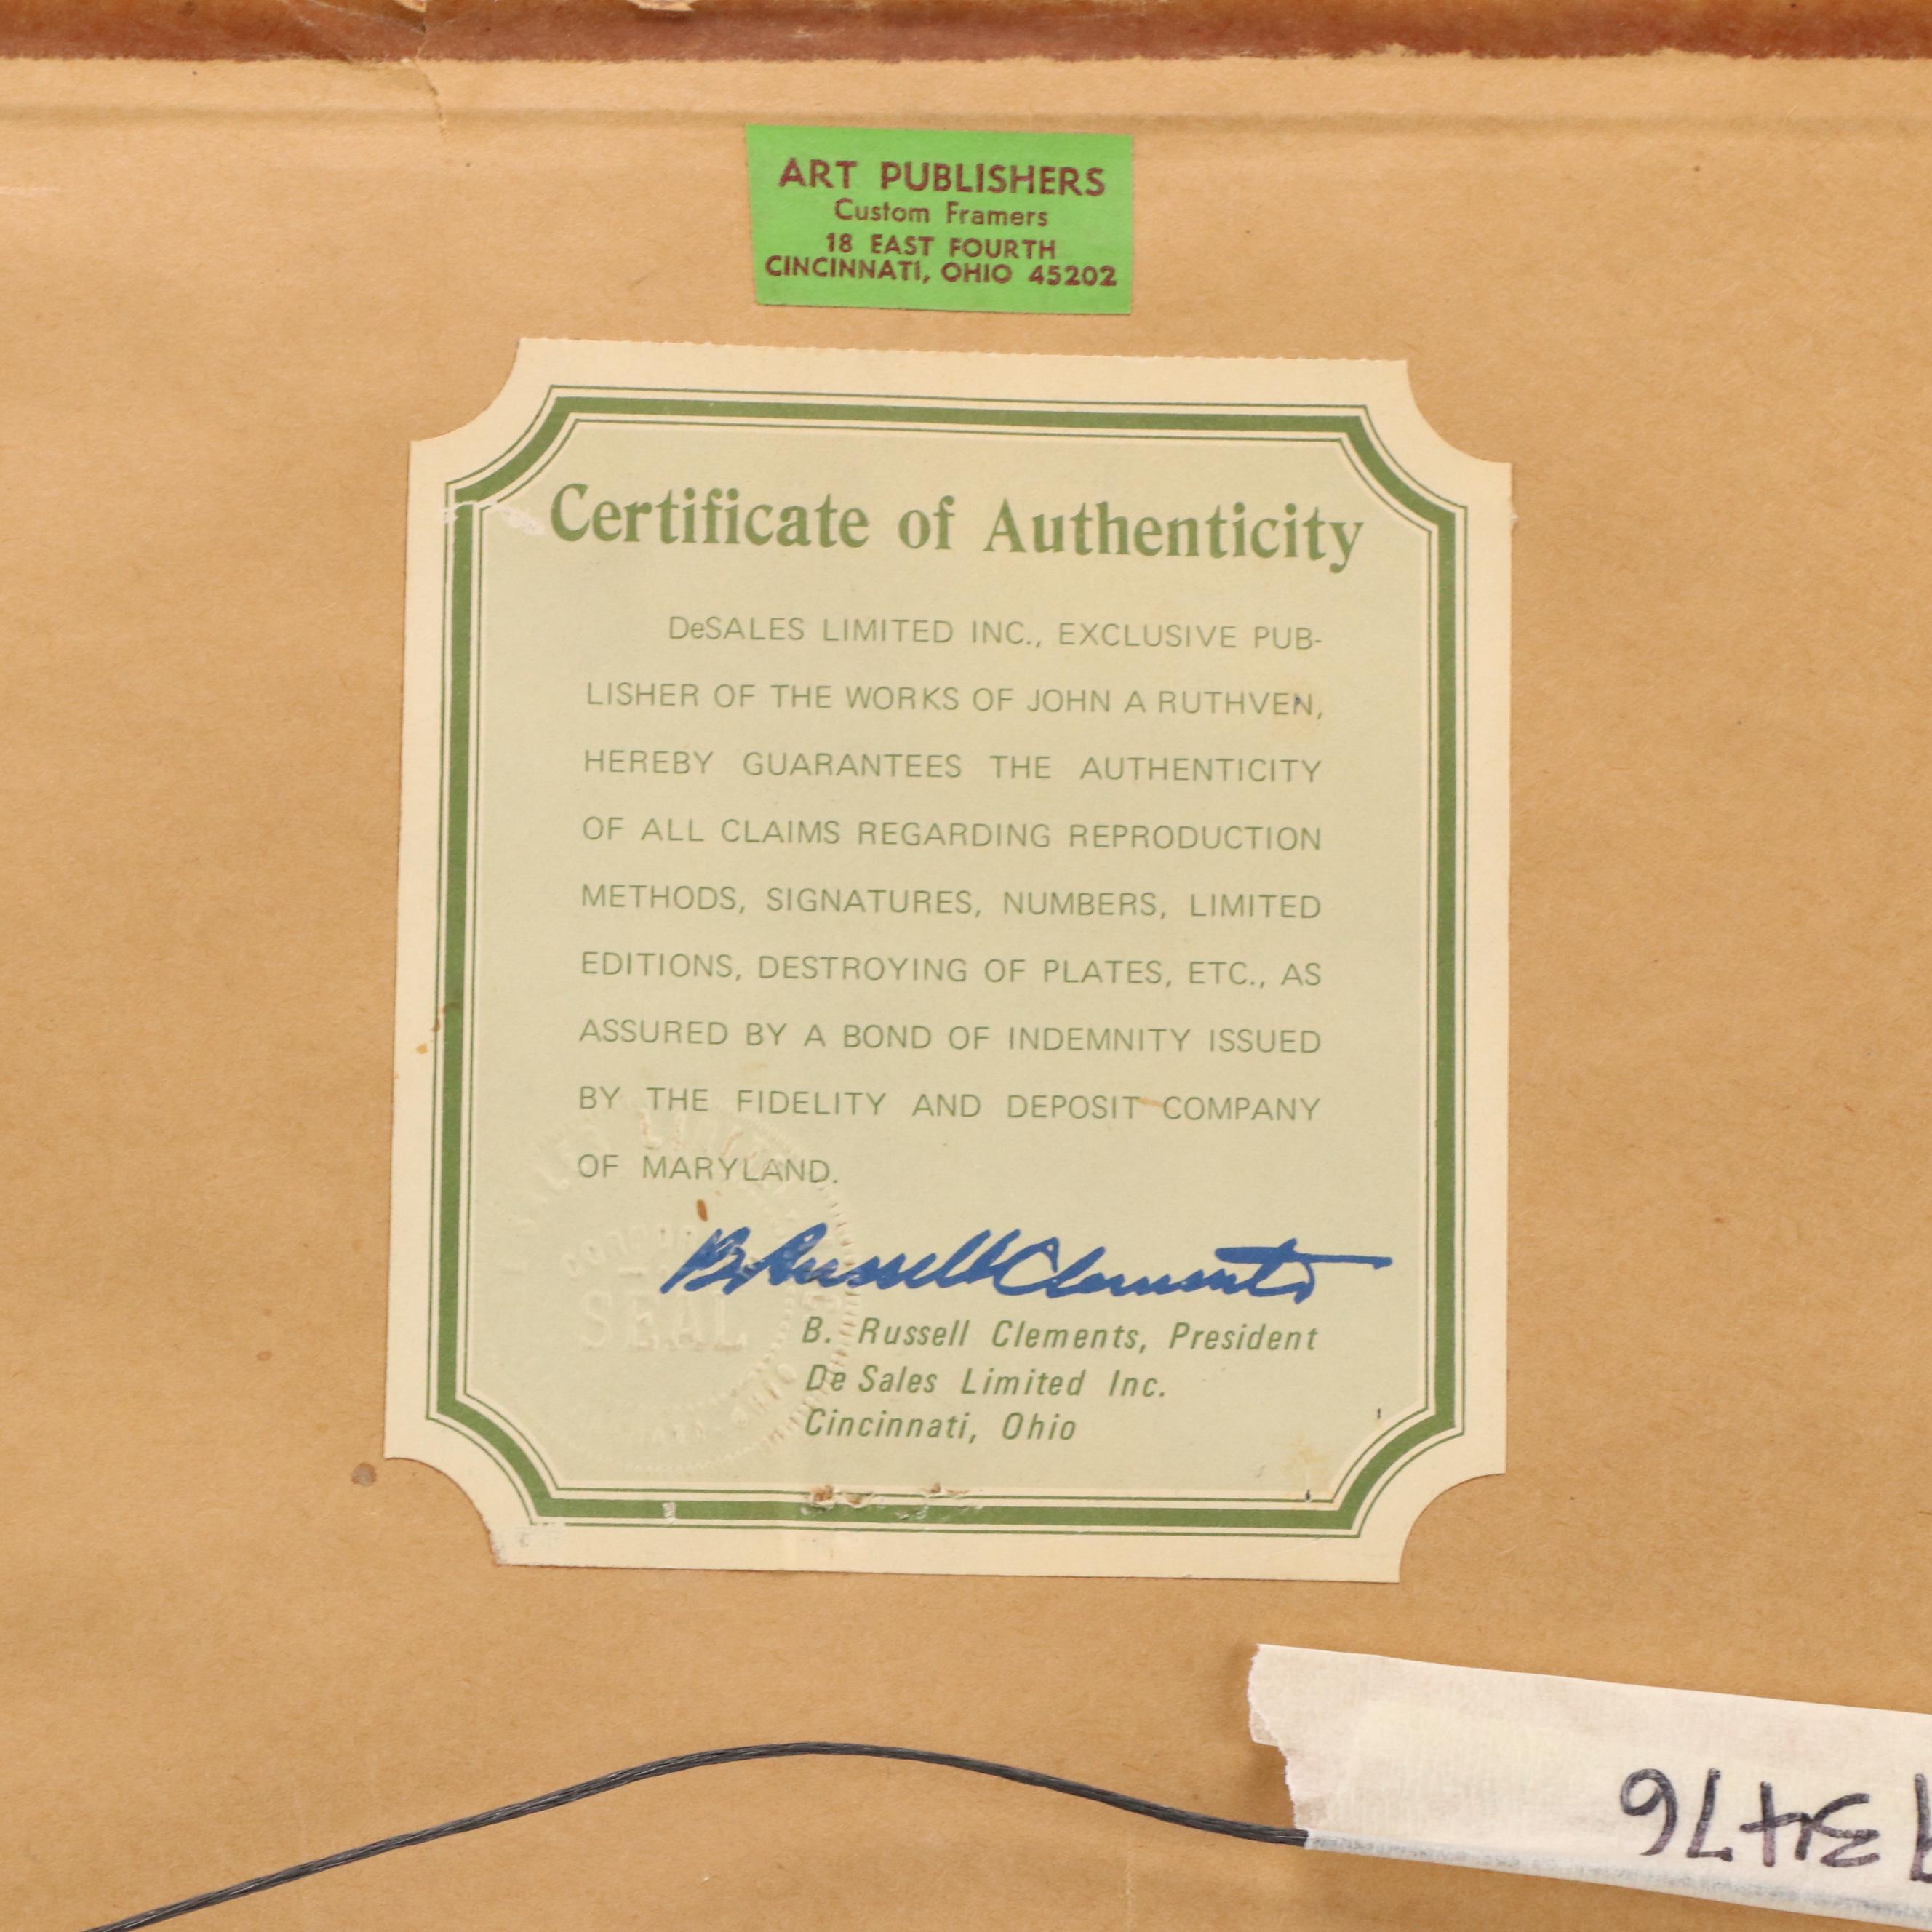 ART PUBLISHERS
Custom Framers
18 EAST FOURTH
CINCINNATI, OHIO 45202
Certificate of Authenticity
DeSALES LIMITED INC., EXCLUSIVE PUB-
LISHER OF THE WORKS OF JOHN A RUTHVEN,
HEREBY GUARANTEES THE AUTHENTICITY
OF ALL CLAIMS REGARDING REPRODUCTION
METHODS, SIGNATURES, NUMBERS, LIMITED
EDITIONS, DESTROYING OF PLATES, ETC., AS
ASSURED BY A BOND OF INDEMNITY ISSUED
BY THE FIDELITY AND DEPOSIT COMPANY
OF MARYLAND.
B Russell Clements
SEAL
B. Russell Clements, President
De Sales Limited Inc.
Cincinnati, Ohio